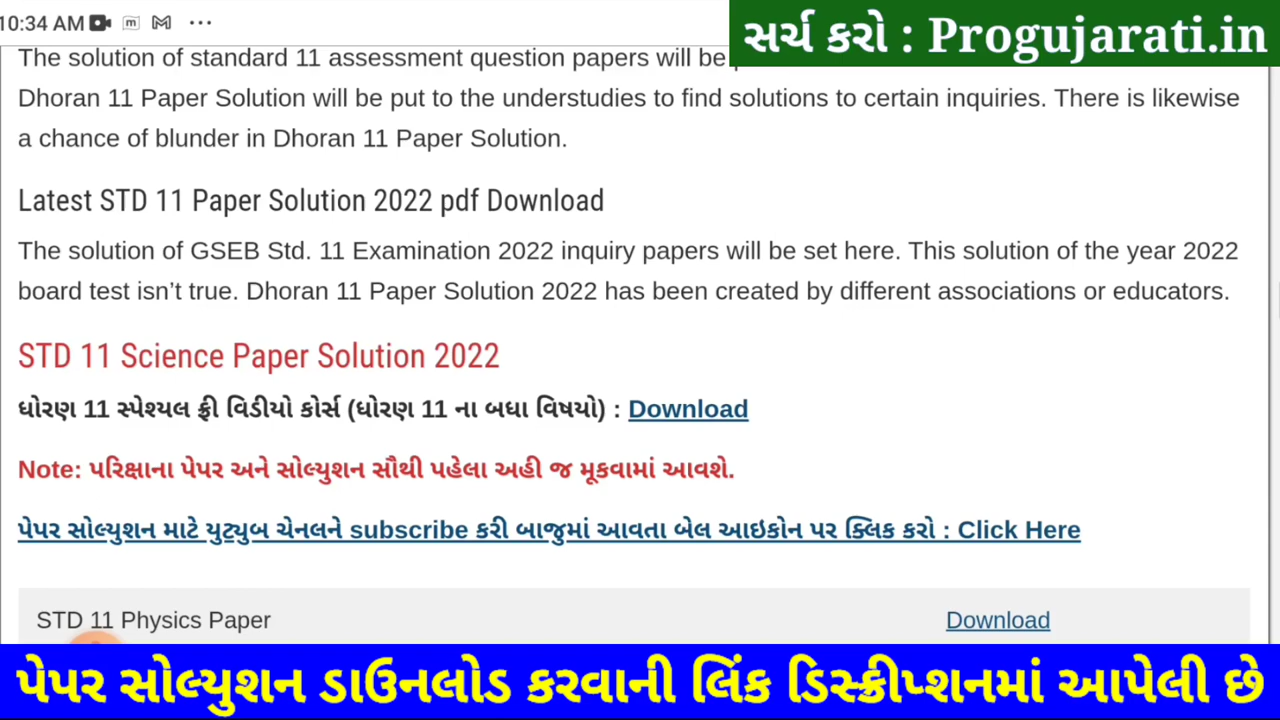 10:34 AM
સર્ચ કરો : Progujarati.in
The solution of standard 11 assessment question papers will be
Dhoran 11 Paper Solution will be put to the understudies to find solutions to certain inquiries. There is likewise
a chance of blunder in Dhoran 11 Paper Solution.
Latest STD 11 Paper Solution 2022 pdf Download
The solution of GSEB Std. 11 Examination 2022 inquiry papers will be set here. This solution of the year 2022
board test isn’t true. Dhoran 11 Paper Solution 2022 has been created by different associations or educators.
STD 11 Science Paper Solution 2022
ધોરણ 11 સ્પેશ્યલ ફ્રી વિડીયો કોર્સ (ધોરણ 11 ના બધા વિષયો) : Download
Note: પરિક્ષાના પેપર અને સોલ્યુશન સૌથી પહેલા અહી જ મૂકવામાં આવશે.
પેપર સોલ્યુશન માટે યુટ્યુબ ચેનલને subscribe કરી બાજુમાં આવતા બેલ આઇકોન પર ક્લિક કરો : Click Here
STD 11 Physics Paper Download
પેપર સોલ્યુશન ડાઉનલોડ કરવાની લિંક ડિસ્ક્રીપ્શનમાં આપેલી છે